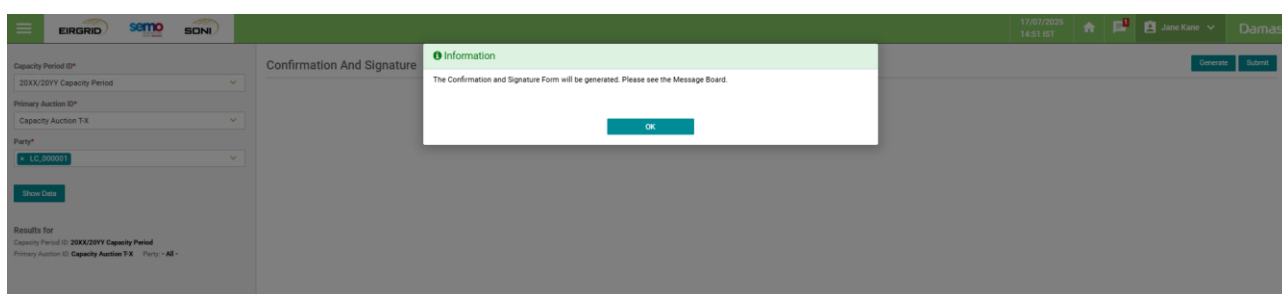 EIRGRID
semo
SONI
17/07/2025
14:51 IST
1
Jane Kane
Damas
Capacity Period ID*
20XX/20YY Capacity Period
Primary Auction ID*
Capacity Auction T-X
Party*
× LC_000001
Show Data
Results for
Capacity Period ID: 20XX/20YY Capacity Period
Primary Auction ID: Capacity Auction T-X Party: - All -
Confirmation And Signature
Generate Submit
Information
The Confirmation and Signature Form will be generated. Please see the Message Board.
OK